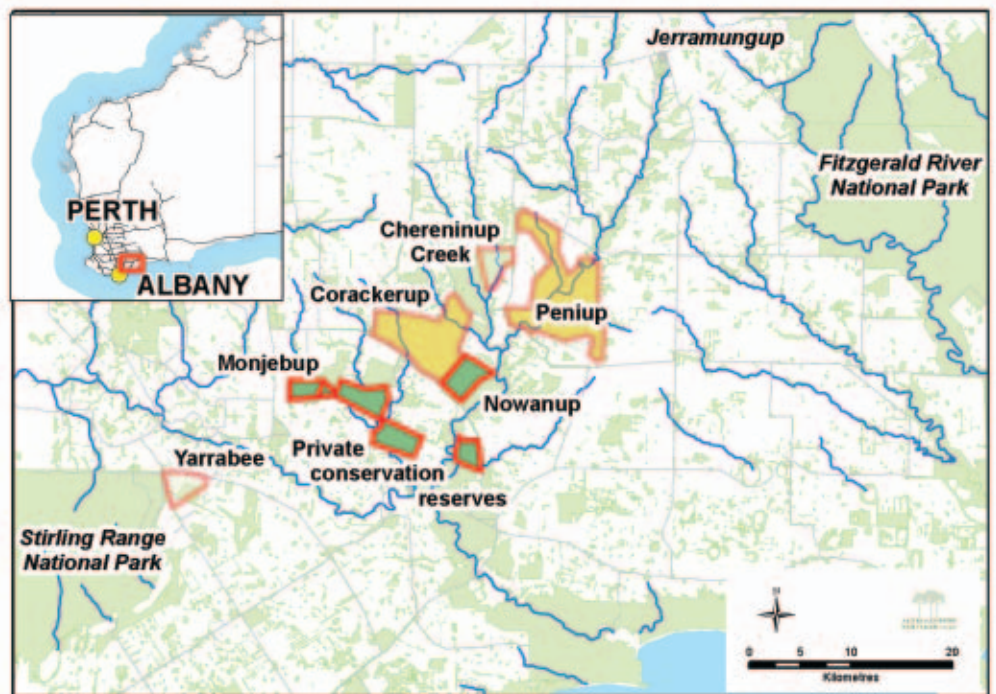 PERTH
ALBANY
Jerramungup
Fitzgerald River
National Park
Chereninup
Creek
Corackerup
Peniup
Monjebup
Nowanup
Private
conservation
reserves
Yarrabee
Stirling Range
National Park
N
0 5 10 20
Kilometres